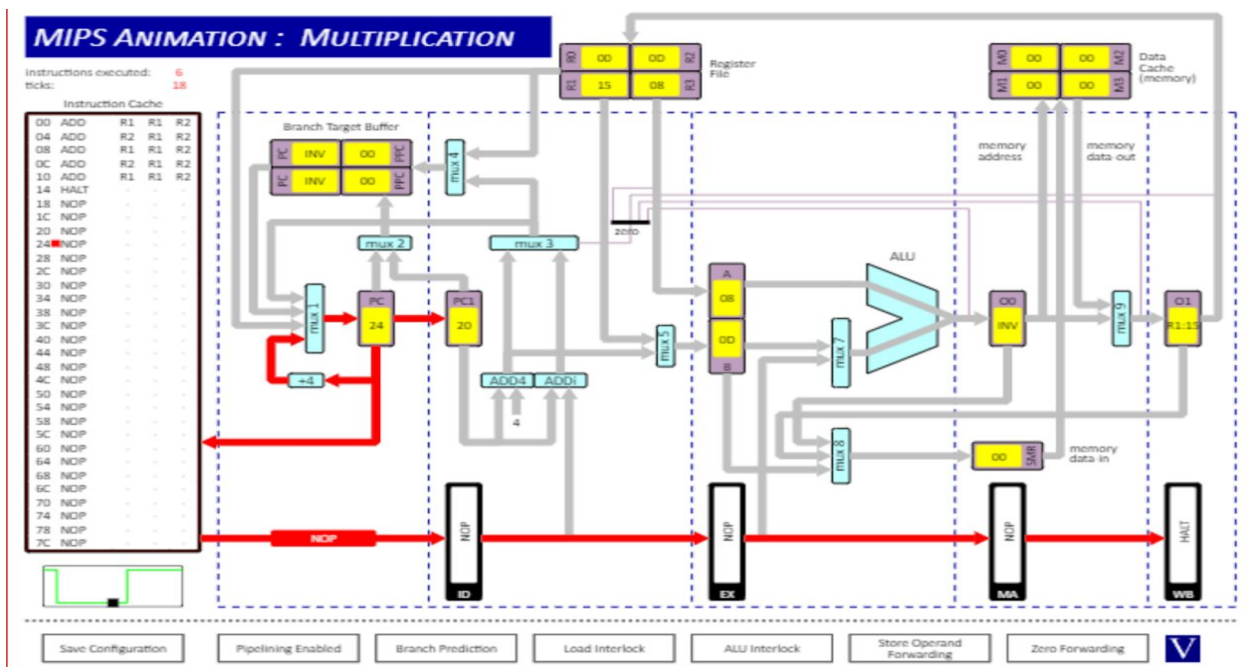 MIPS ANIMATION : MULTIPLICATION
instructions executed: 6
ticks: 18
Instruction Cache
00 ADD R1 R1 R2
04 ADD R2 R1 R2
08 ADD R1 R1 R2
0C ADD R2 R1 R2
10 ADD R1 R1 R2
14 HALT - - -
18 NOP - - -
1C NOP - - -
20 NOP - - -
24 NOP - - -
28 NOP - - -
2C NOP - - -
30 NOP - - -
34 NOP - - -
38 NOP - - -
3C NOP - - -
40 NOP - - -
44 NOP - - -
48 NOP - - -
4C NOP - - -
50 NOP - - -
54 NOP - - -
58 NOP - - -
5C NOP - - -
60 NOP - - -
64 NOP - - -
68 NOP - - -
6C NOP - - -
70 NOP - - -
74 NOP - - -
78 NOP - - -
7C NOP - - -
R0 00 0D R2
R1 15 08 R3
Register
File
M0 00 00 M2
M1 00 00 M3
Data
Cache
(memory)
Branch Target Buffer
PC INV 00 PPC
PC INV 00 PPC
mux 4
memory
address
memory
data-out
zero
mux 2
mux 3
ALU
mux 1
PC
24
PC1
20
A
08
0D
B
mux 5
mux 7
O0
INV
mux 9
O1
R1:15
+4
ADD4 ADDi
4
mux 8
00 SMR
memory
data-in
NOP
NOP
ID
NOP
EX
NOP
MA
HALT
WB
Save Configuration
Pipelining Enabled
Branch Prediction
Load Interlock
ALU Interlock
Store Operand
Forwarding
Zero Forwarding
V